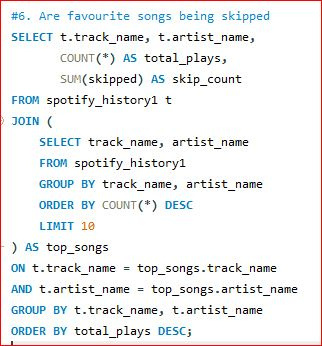 #6. Are favourite songs being skipped
SELECT t.track_name, t.artist_name,
COUNT(*) AS total_plays,
SUM(skipped) AS skip_count
FROM spotify_history1 t
JOIN (
SELECT track_name, artist_name
FROM spotify_history1
GROUP BY track_name, artist_name
ORDER BY COUNT(*) DESC
LIMIT 10
) AS top_songs
ON t.track_name = top_songs.track_name
AND t.artist_name = top_songs.artist_name
GROUP BY t.track_name, t.artist_name
ORDER BY total_plays DESC;